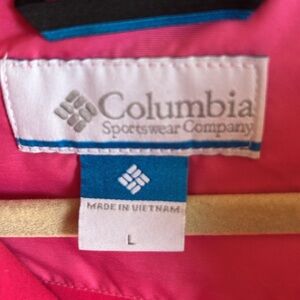 Columbia
Sportswear Company
MADE IN VIETNAM
L